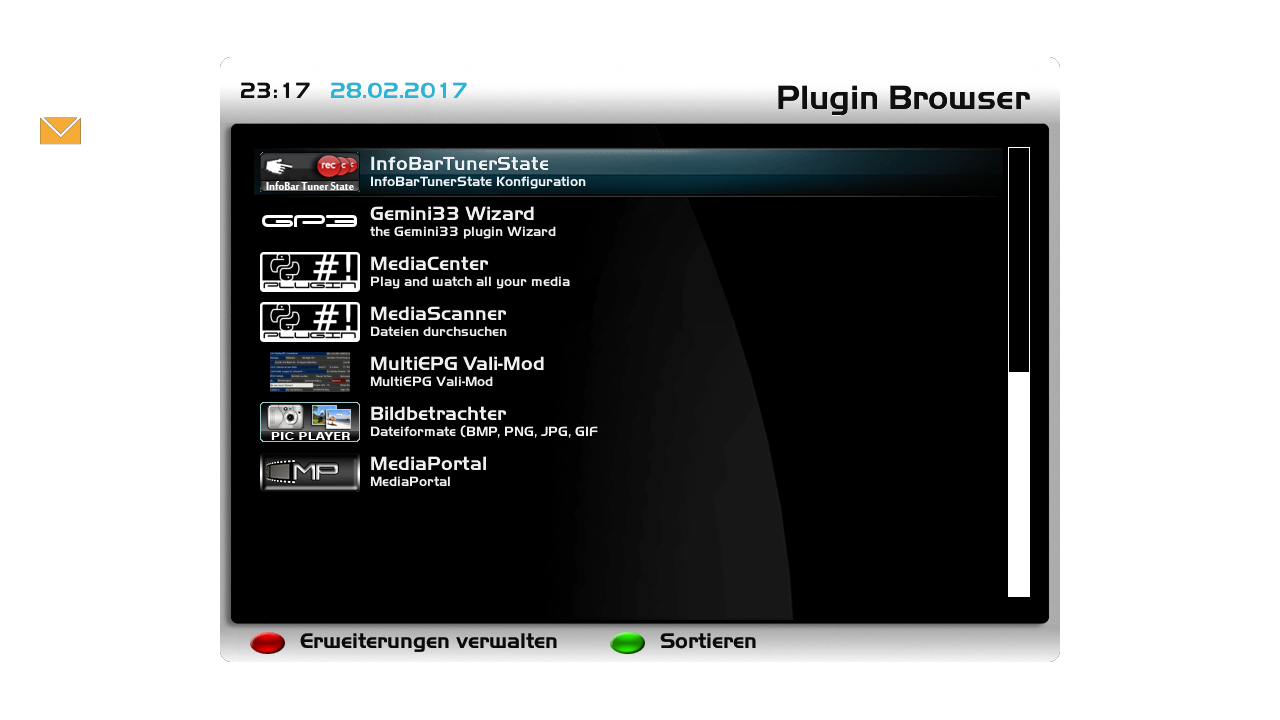 23:17 28.02.2017
Plugin Browser
rec c c
InfoBar Tuner State
InfoBarTunerState
InfoBarTunerState Konfiguration
GP3
Gemini33 Wizard
the Gemini33 plugin Wizard
#!
PLUGIN
MediaCenter
Play and watch all your media
#!
PLUGIN
MediaScanner
Dateien durchsuchen
MultiEPG Vali-Mod
MultiEPG Vali-Mod
PIC PLAYER
Bildbetrachter
Dateiformate (BMP, PNG, JPG, GIF
MP
MediaPortal
MediaPortal
Erweiterungen verwalten
Sortieren